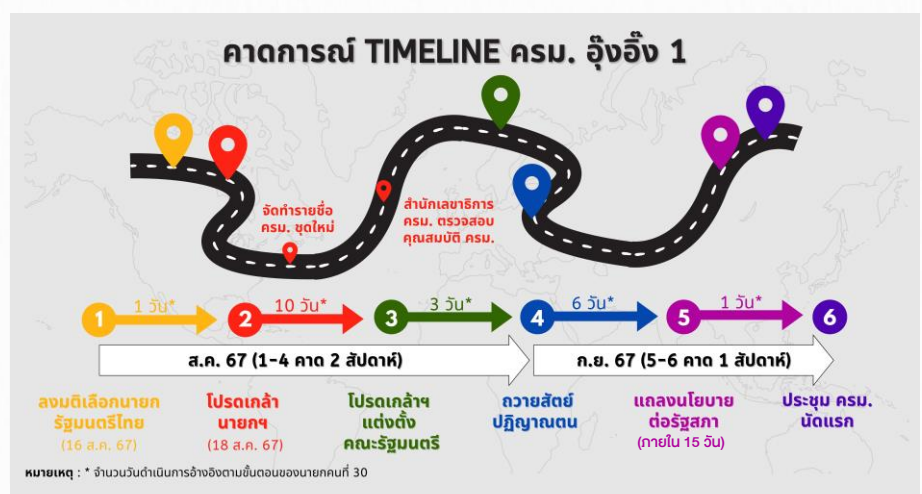 คาดการณ์ TIMELINE ครม. อุ๊งอิ๊ง 1
จัดทำรายชื่อ
ครม. ชุดใหม่
สำนักเลขาธิการ
ครม. ตรวจสอบ
คุณสมบัติ ครม.
1 วัน* 10 วัน* 3 วัน* 6 วัน* 1 วัน*
1 2 3 4 5 6
ส.ค. 67 (1-4 คาด 2 สัปดาห์) ก.ย. 67 (5-6 คาด 1 สัปดาห์)
ลงมติเลือกนายก
รัฐมนตรีไทย
(16 ส.ค. 67)
โปรดเกล้า
นายกฯ
(18 ส.ค. 67)
โปรดเกล้าฯ
แต่งตั้ง
คณะรัฐมนตรี
ถวายสัตย์
ปฏิญาณตน
แถลงนโยบาย
ต่อรัฐสภา
(ภายใน 15 วัน)
ประชุม ครม.
นัดแรก
หมายเหตุ : * จำนวนวันดำเนินการอ้างอิงตามขั้นตอนของนายกคนที่ 30